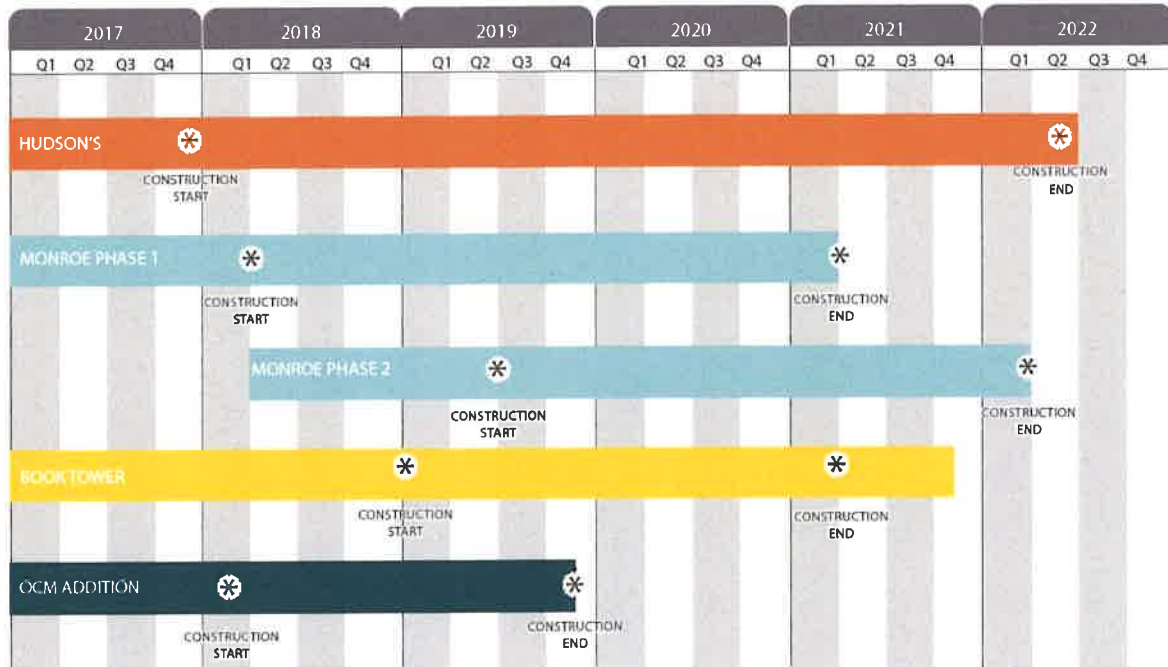 2017 2018 2019 2020 2021 2022
Q1 Q2 Q3 Q4 Q1 Q2 Q3 Q4 Q1 Q2 Q3 Q4 Q1 Q2 Q3 Q4 Q1 Q2 Q3 Q4 Q1 Q2 Q3 Q4
HUDSON'S
CONSTRUCTION
START
CONSTRUCTION
END
MONROE PHASE 1
CONSTRUCTION
START
CONSTRUCTION
END
MONROE PHASE 2
CONSTRUCTION
START
CONSTRUCTION
END
BOOK TOWER
CONSTRUCTION
START
CONSTRUCTION
END
OCM ADDITION
CONSTRUCTION
START
CONSTRUCTION
END